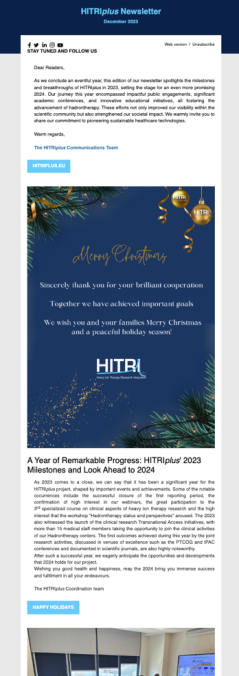 HITRIplus Newsletter
December 2023
Web version | Unsubscribe
STAY TUNED AND FOLLOW US
Dear Readers,
As we conclude an eventful year, this edition of our newsletter spotlights the milestones
and breakthroughs of HITRIplus in 2023, setting the stage for an even more promising
2024. Our journey this year encompassed impactful public engagements, significant
academic conferences, and innovative educational initiatives, all fostering the
advancement of hadrontherapy. These efforts not only improved our visibility within the
scientific community but also strengthened our societal impact. We warmly invite you to
share our commitment to pioneering sustainable healthcare technologies.
Warm regards,
The HITRIplus Communications Team
HITRIPLUS.EU
HITRI
HITRI
Merry Christmas
Sincerely thank you for your brilliant cooperation
Together we have achieved important goals
We wish you and your families Merry Christmas
and a peaceful holiday season!
HITRI
Heavy Ion Therapy Research Integration
A Year of Remarkable Progress: HITRIplus' 2023
Milestones and Look Ahead to 2024
As 2023 comes to a close, we can say that it has been a significant year for the
HITRIplus project, shaped by important events and achievements. Some of the notable
occurrences include the successful closure of the first reporting period, the
confirmation of high interest in our webinars, the great participation to the
3rd specialized course on clinical aspects of heavy ion therapy research and the high
interest that the workshop "Hadrontherapy status and perspectives" aroused. The 2023
also witnessed the launch of the clinical research Transnational Access initiatives, with
more than 15 medical staff members taking the opportunity to join the clinical activities
of our Hadrontherapy centers. The first outcomes achieved during this year by the joint
research activities, discussed in venues of excellence such as the PTCOG and IPAC
conferences and documented in scientific journals, are also highly noteworthy.
After such a successful year, we eagerly anticipate the opportunities and developments
that 2024 holds for our project.
Wishing you good health and happiness, may the 2024 bring you immense success
and fulfillment in all your endeavours.
The HITRIplus Coordination team
HAPPY HOLIDAYS